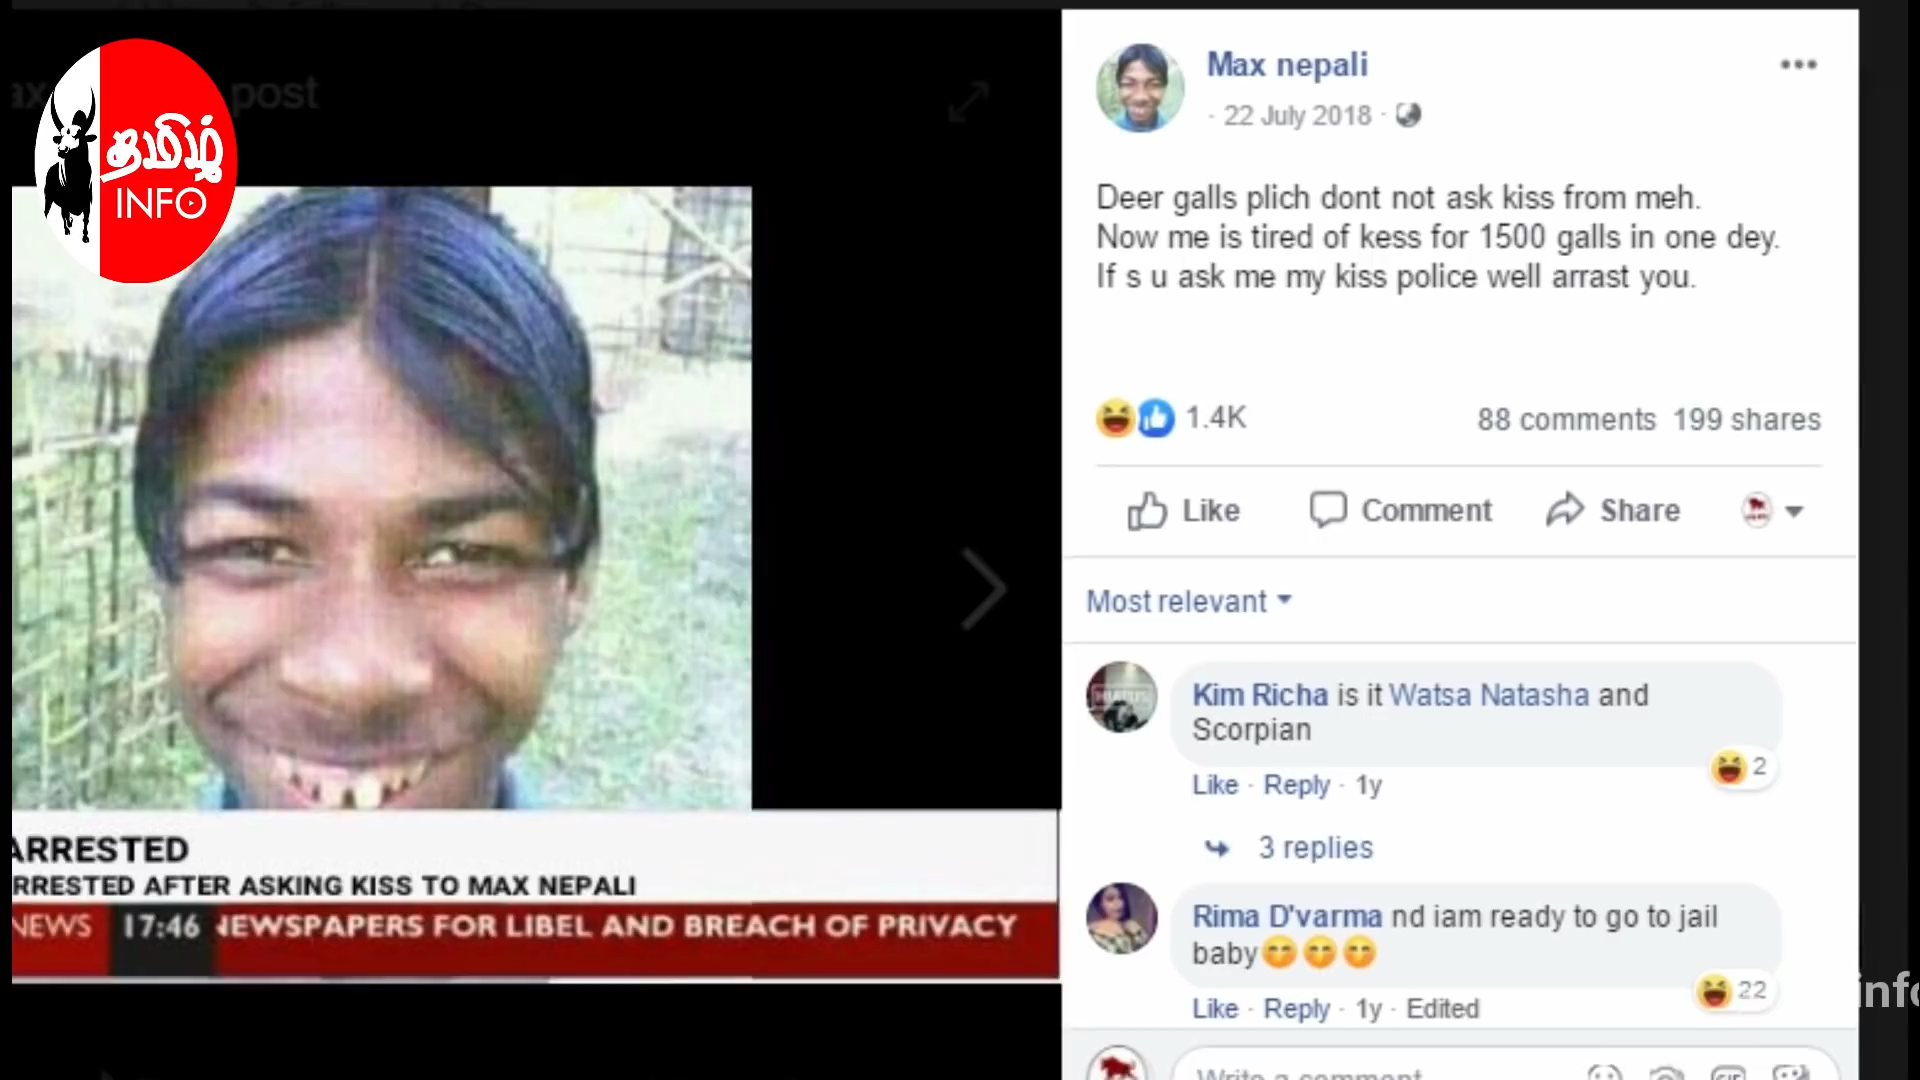 post
தமிழ்
INFO
ARRESTED
RRESTED AFTER ASKING KISS TO MAX NEPALI
NEWS 17:46 NEWSPAPERS FOR LIBEL AND BREACH OF PRIVACY
Max nepali
· 22 July 2018 ·
Deer galls plich dont not ask kiss from meh.
Now me is tired of kess for 1500 galls in one dey.
If s u ask me my kiss police well arrast you.
1.4K 88 comments 199 shares
Like Comment Share
Most relevant
Kim Richa is it Watsa Natasha and
Scorpian
2
Like · Reply · 1y
3 replies
Rima D'varma nd iam ready to go to jail
baby😋😋😋
22
Like · Reply · 1y · Edited
Write a comment
info